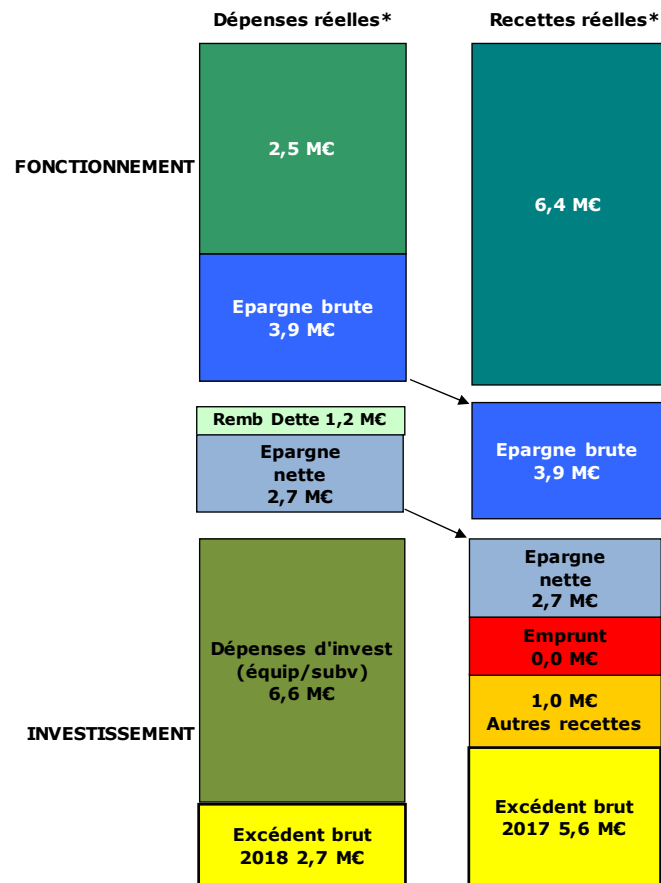 Dépenses réelles*
Recettes réelles*
FONCTIONNEMENT
2,5 M€
6,4 M€
Epargne brute
3,9 M€
Remb Dette 1,2 M€
Epargne
nette
2,7 M€
Epargne brute
3,9 M€
INVESTISSEMENT
Dépenses d'invest
(équip/subv)
6,6 M€
Excédent brut
2018 2,7 M€
Epargne
nette
2,7 M€
Emprunt
0,0 M€
1,0 M€
Autres recettes
Excédent brut
2017 5,6 M€